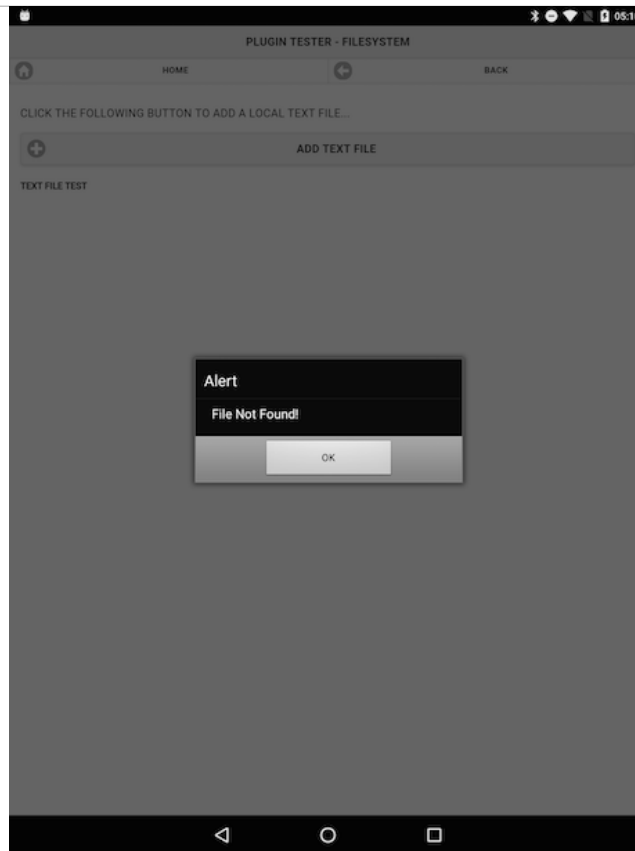 05:1
PLUGIN TESTER - FILESYSTEM
HOME
BACK
CLICK THE FOLLOWING BUTTON TO ADD A LOCAL TEXT FILE...
ADD TEXT FILE
TEXT FILE TEST
Alert
File Not Found!
OK